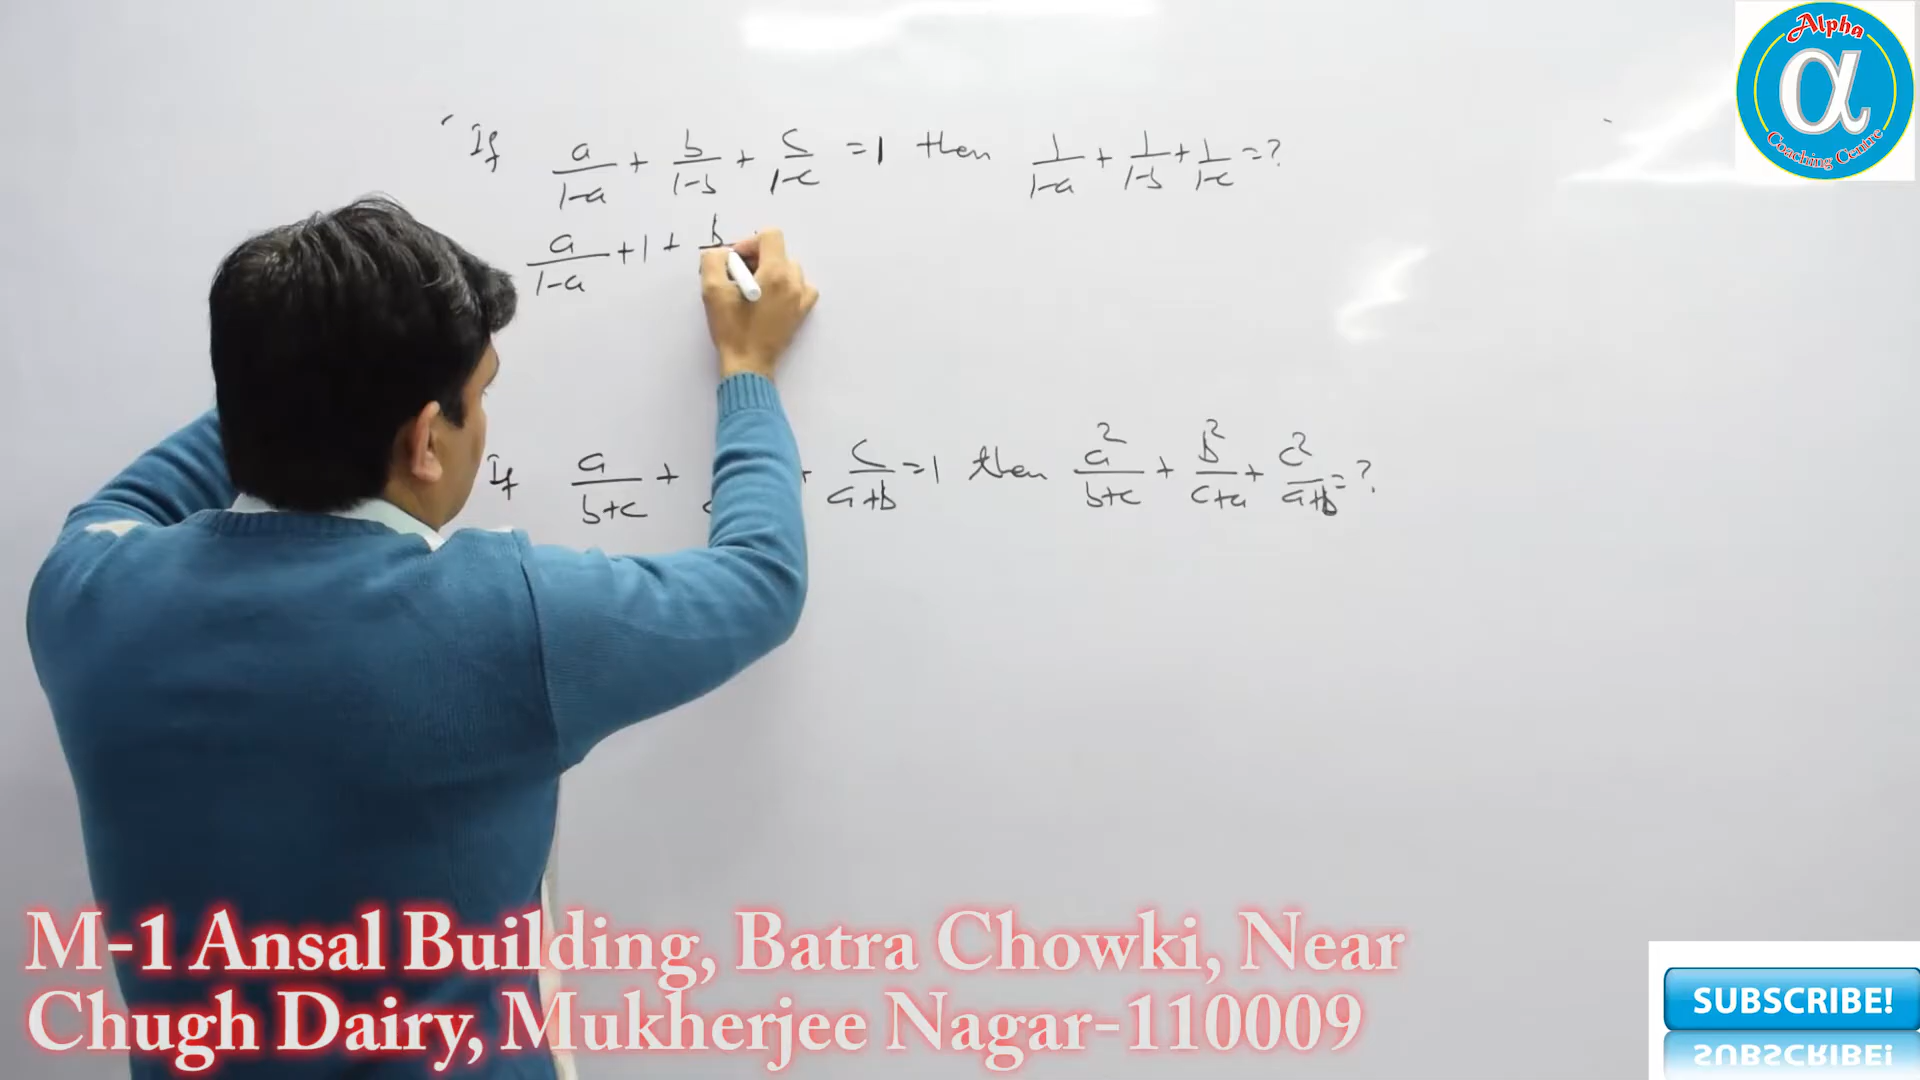 Alpha
α
Coaching Centre
If a/1-a + b/1-b + c/1-c = 1 then 1/1-a + 1/1-b + 1/1-c = ?
a/1-a + 1 + b
If a/b+c + + c/a+b = 1 then a²/b+c + b²/c+a + c²/a+b = ?
M-1 Ansal Building, Batra Chowki, Near
Chugh Dairy, Mukherjee Nagar-110009
SUBSCRIBE!